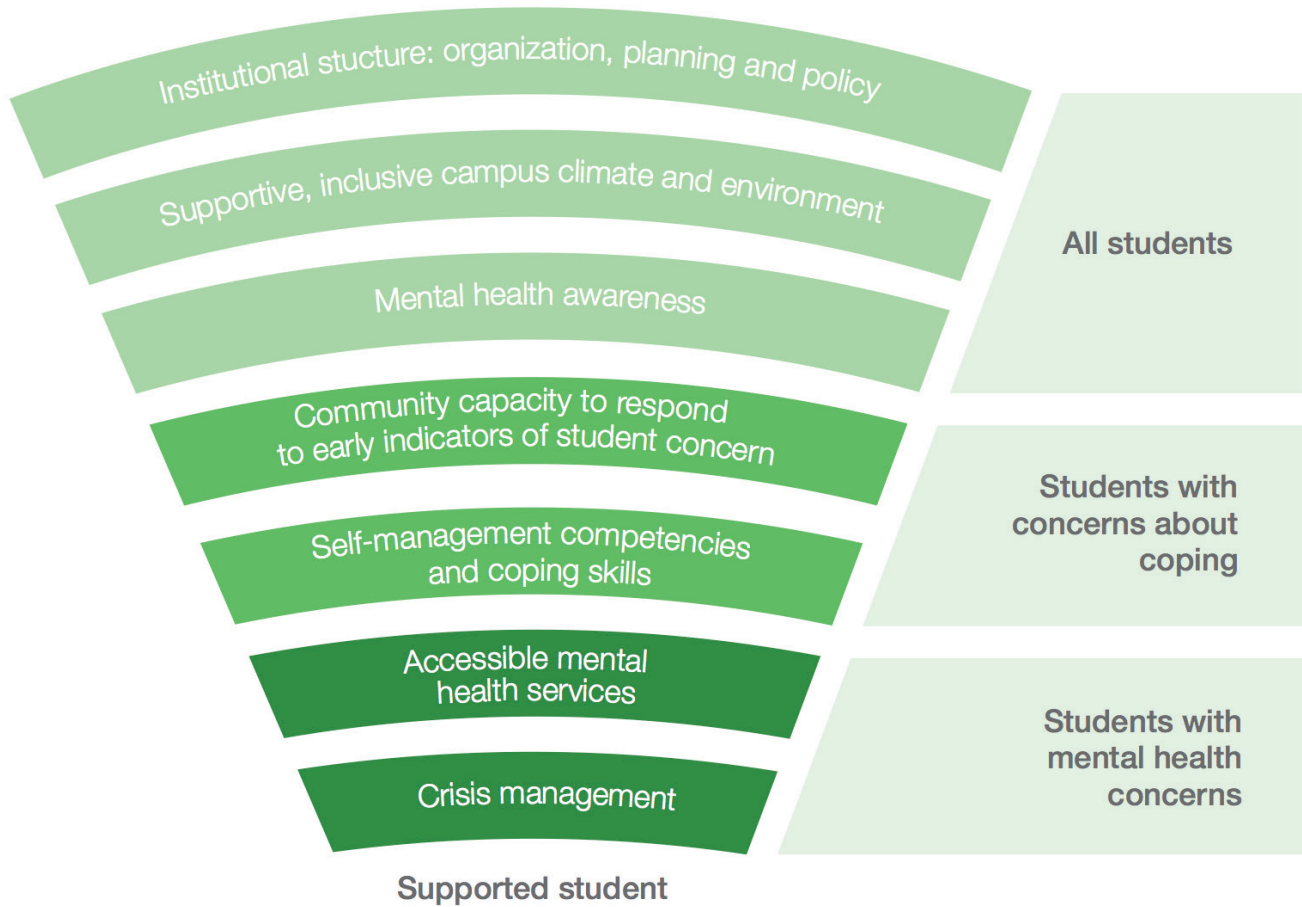 Institutional stucture: organization, planning and policy
Supportive, inclusive campus climate and environment
Mental health awareness
All students
Community capacity to respond
to early indicators of student concern
Self-management competencies
and coping skills
Students with
concerns about
coping
Accessible mental
health services
Crisis management
Students with
mental health
concerns
Supported student